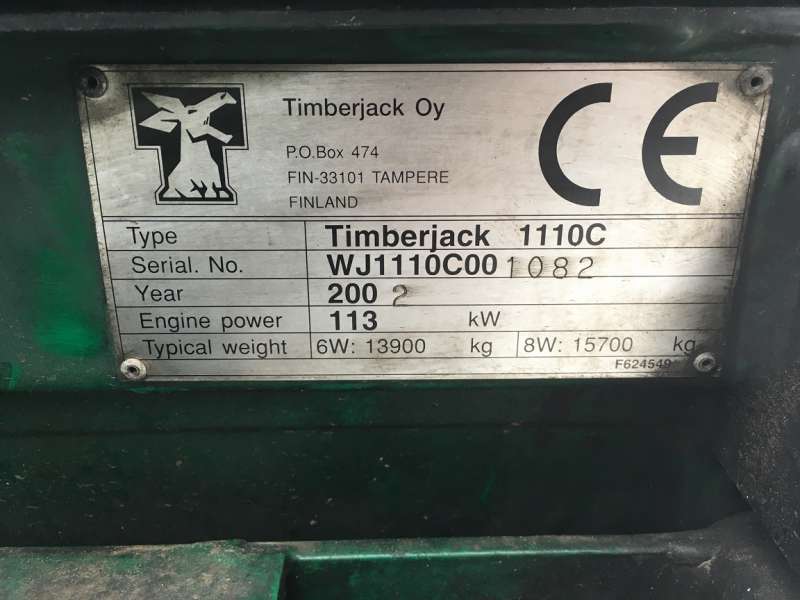 Timberjack Oy
CE
P.O.Box 474
FIN-33101 TAMPERE
FINLAND
Type Timberjack 1110C
Serial. No. WJ1110C001082
Year 2002
Engine power 113 kW
Typical weight 6W: 13900 kg 8W: 15700 kg
F624549